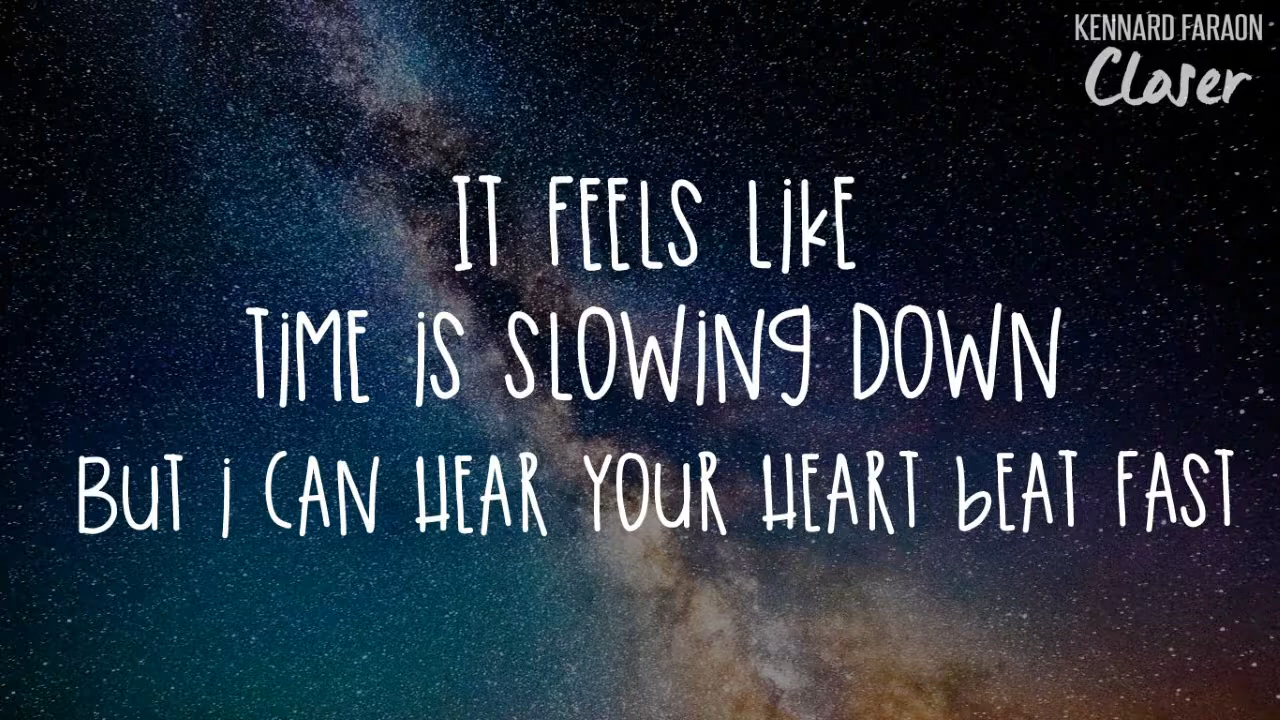 KENNARD FARAON
Closer
IT FEELS LiKE
TiME iS SLOWiNg DOWN
BuT i CAN HEAR YOuR HEART bEAT FAST